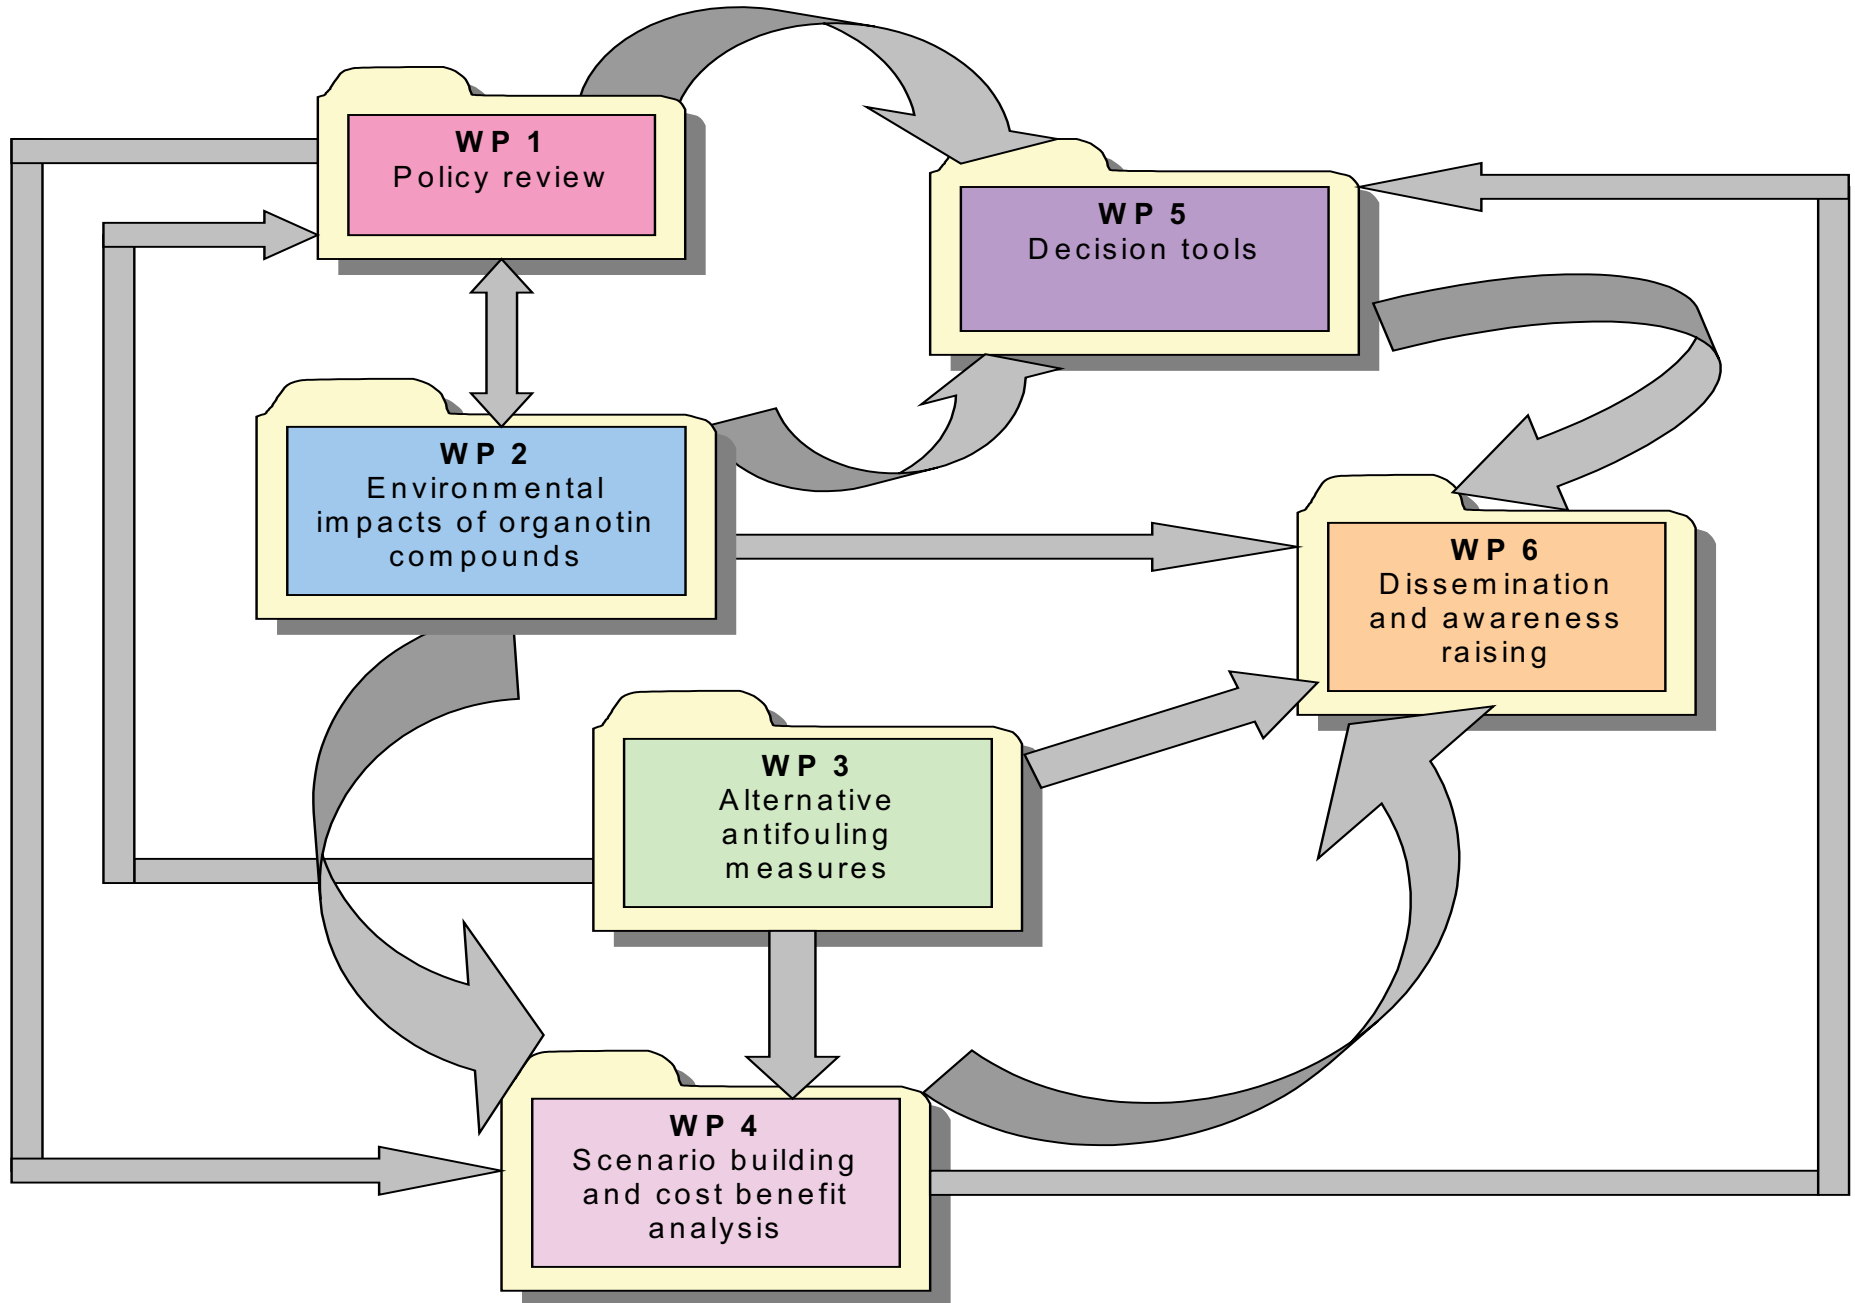 WP 1
Policy review
WP 5
Decision tools
WP 2
Environmental
impacts of organotin
compounds
WP 6
Dissemination
and awareness
raising
WP 3
Alternative
antifouling
measures
WP 4
Scenario building
and cost benefit
analysis